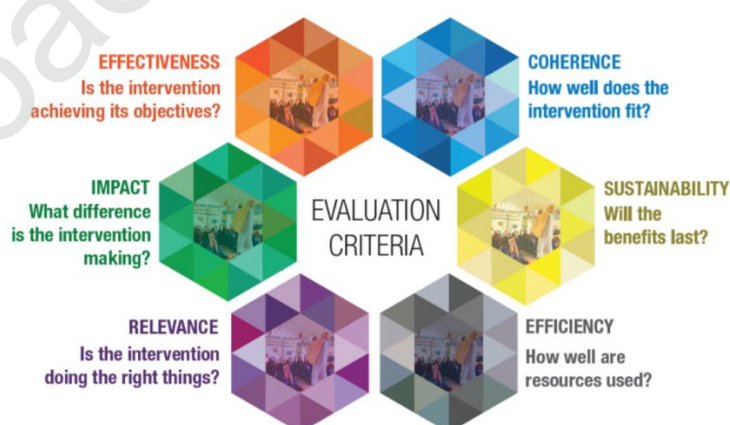 EFFECTIVENESS
Is the intervention
achieving its objectives?
COHERENCE
How well does the
intervention fit?
IMPACT
What difference
is the intervention
making?
EVALUATION
CRITERIA
SUSTAINABILITY
Will the
benefits last?
RELEVANCE
Is the intervention
doing the right things?
EFFICIENCY
How well are
resources used?